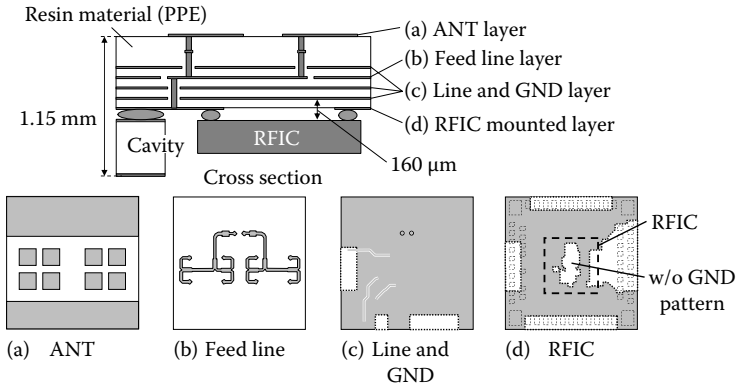 Resin material (PPE)
(a) ANT layer
(b) Feed line layer
(c) Line and GND layer
(d) RFIC mounted layer
1.15 mm
Cavity
RFIC
160 μm
Cross section
RFIC
w/o GND
pattern
(a) ANT
(b) Feed line
(c) Line and
GND
(d) RFIC